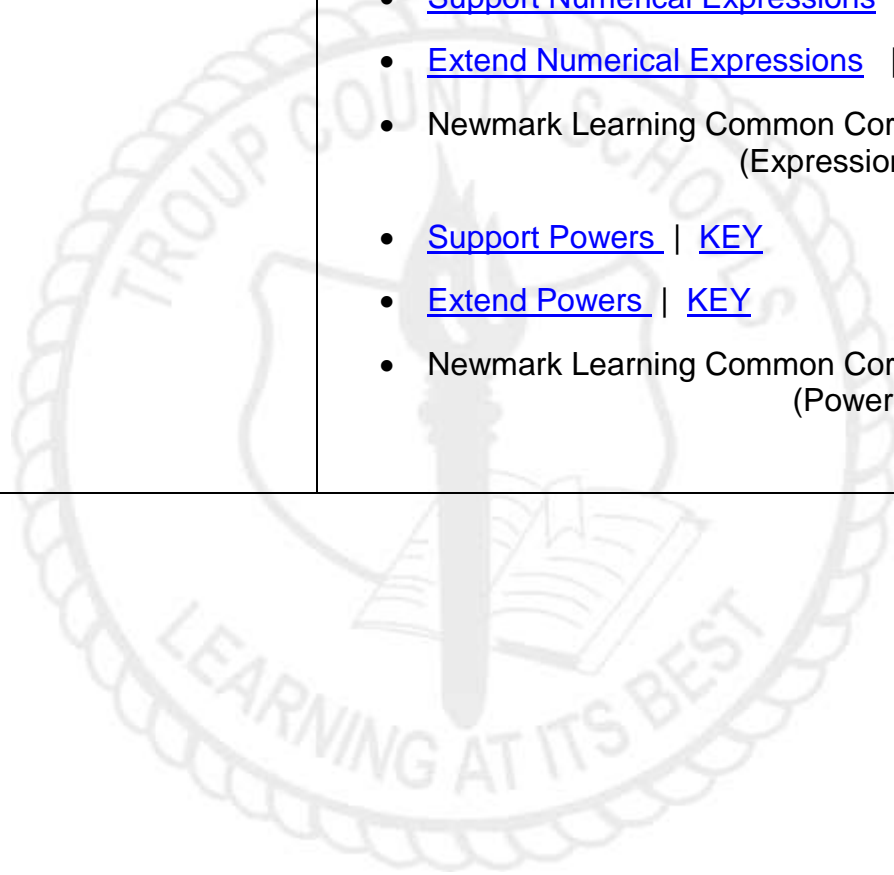 Support Numerical Expressions
• Extend Numerical Expressions |
• Newmark Learning Common Cor
(Expression
• Support Powers | KEY
• Extend Powers | KEY
• Newmark Learning Common Cor
(Power
TROUP COUNTY SCHOOLS
LEARNING AT ITS BEST